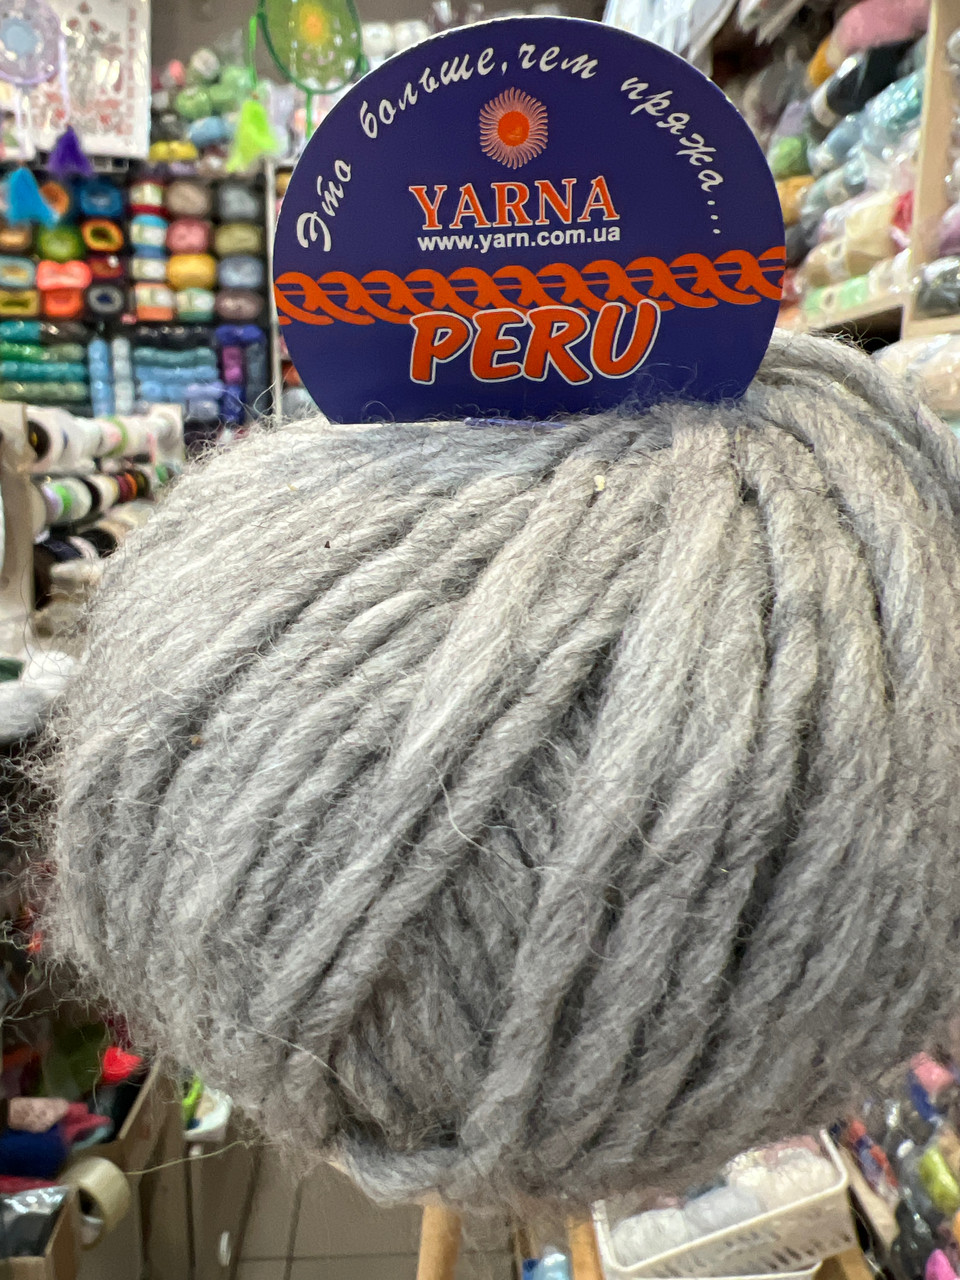 Это больше, чем пряжа...
YARNA
www.yarn.com.ua
PERU